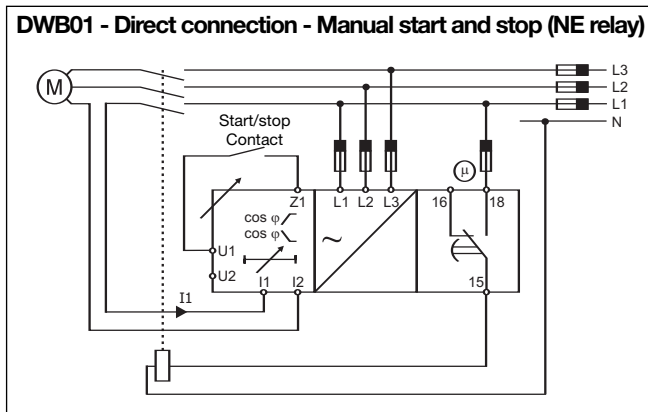 DWB01 - Direct connection - Manual start and stop (NE relay)
M
L3
L2
L1
N
Start/stop
Contact
μ
Z1
L1
L2
L3
16
18
cos φ
cos φ
~
U1
U2
I1
I2
15
I1